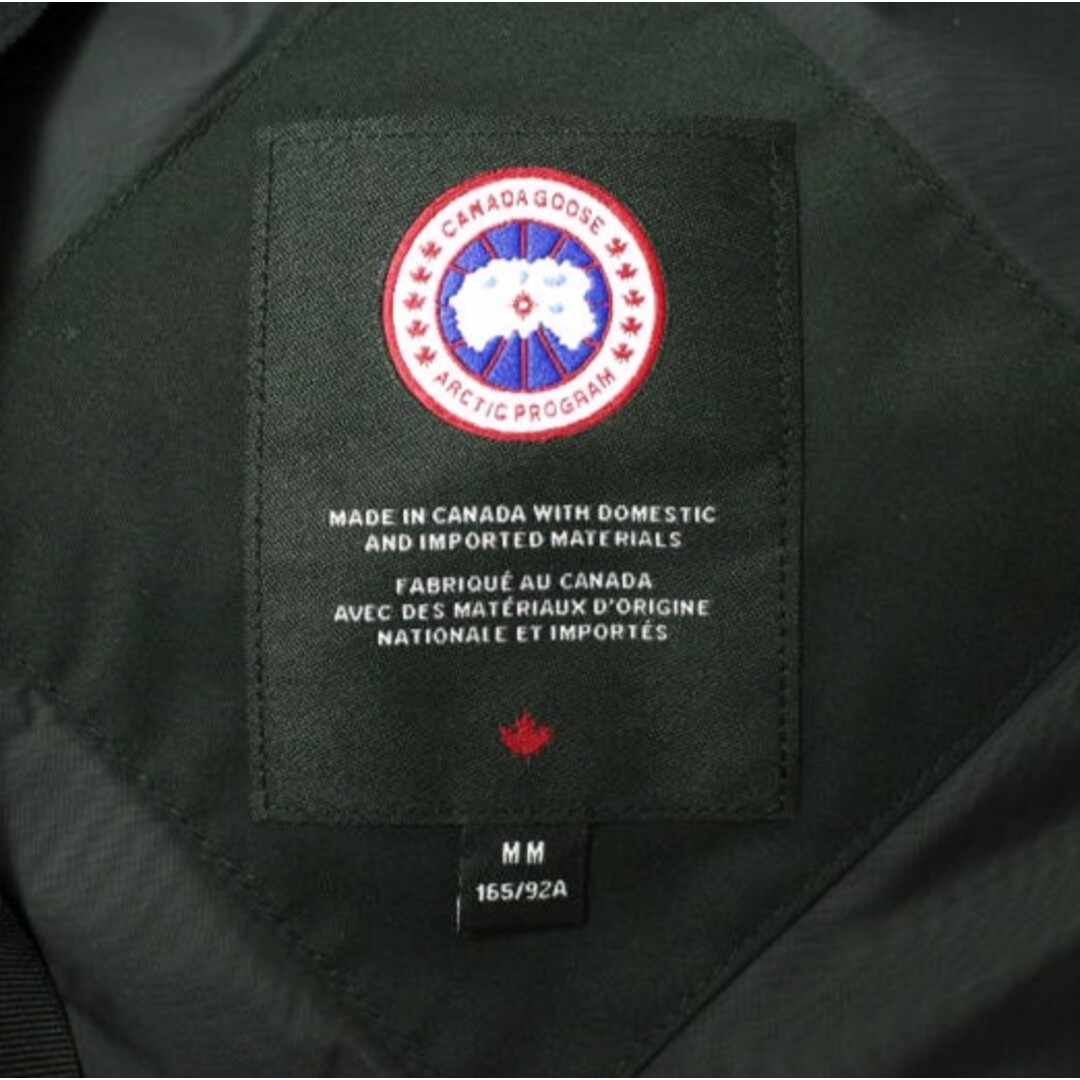 CANADA GOOSE
ARCTIC PROGRAM
MADE IN CANADA WITH DOMESTIC
AND IMPORTED MATERIALS
FABRIQUÉ AU CANADA
AVEC DES MATÉRIAUX D'ORIGINE
NATIONALE ET IMPORTÉS
M M
165/92A